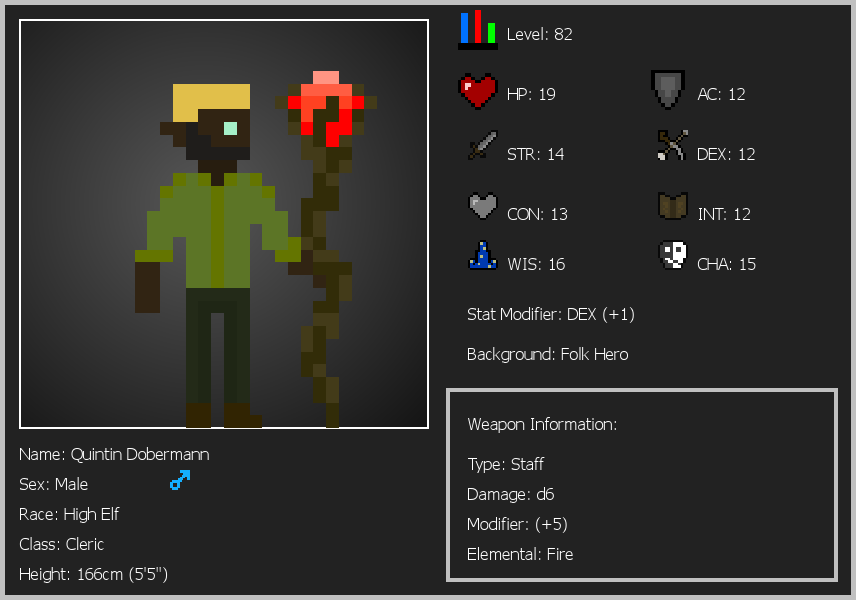 Level: 82
HP: 19
AC: 12
STR: 14
DEX: 12
CON: 13
INT: 12
WIS: 16
CHA: 15
Stat Modifier: DEX (+1)
Background: Folk Hero
Weapon Information:
Type: Staff
Damage: d6
Modifier: (+5)
Elemental: Fire
Name: Quintin Dobermann
Sex: Male
Race: High Elf
Class: Cleric
Height: 166cm (5'5")